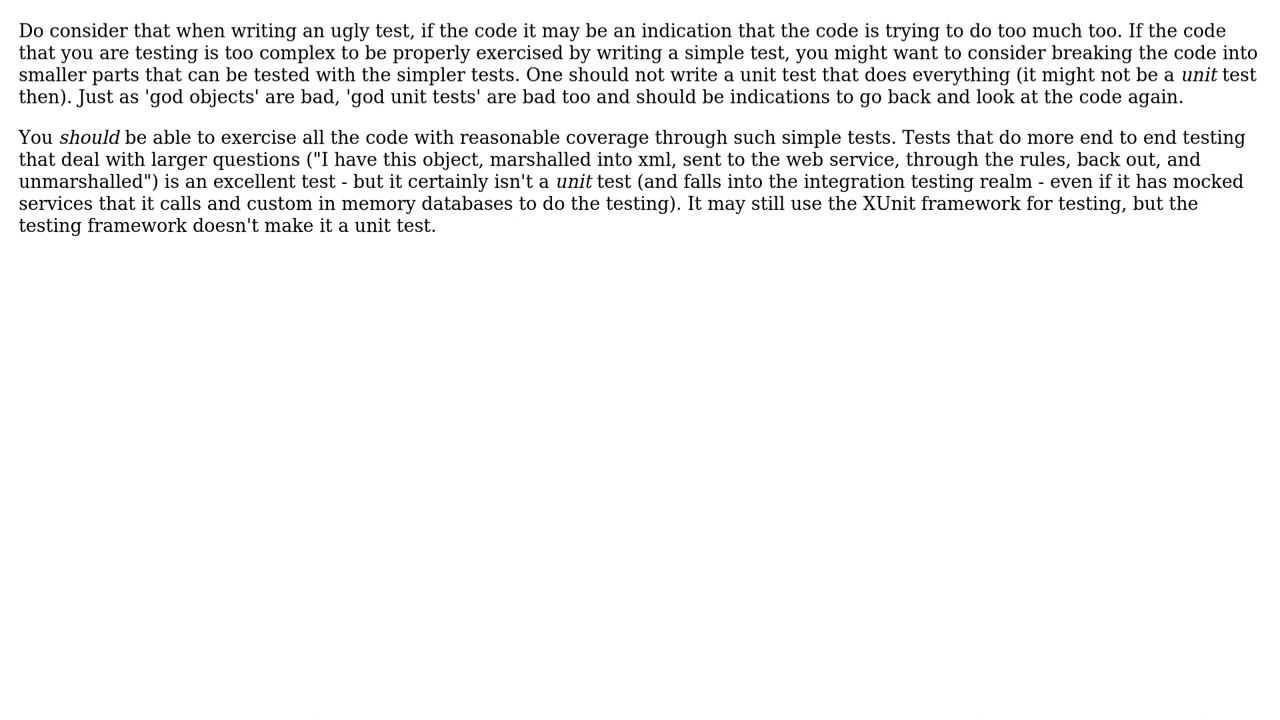 Do consider that when writing an ugly test, if the code it may be an indication that the code is trying to do too much too. If the code
that you are testing is too complex to be properly exercised by writing a simple test, you might want to consider breaking the code into
smaller parts that can be tested with the simpler tests. One should not write a unit test that does everything (it might not be a unit test
then). Just as 'god objects' are bad, 'god unit tests' are bad too and should be indications to go back and look at the code again.
You should be able to exercise all the code with reasonable coverage through such simple tests. Tests that do more end to end testing
that deal with larger questions ("I have this object, marshalled into xml, sent to the web service, through the rules, back out, and
unmarshalled") is an excellent test - but it certainly isn't a unit test (and falls into the integration testing realm - even if it has mocked
services that it calls and custom in memory databases to do the testing). It may still use the XUnit framework for testing, but the
testing framework doesn't make it a unit test.